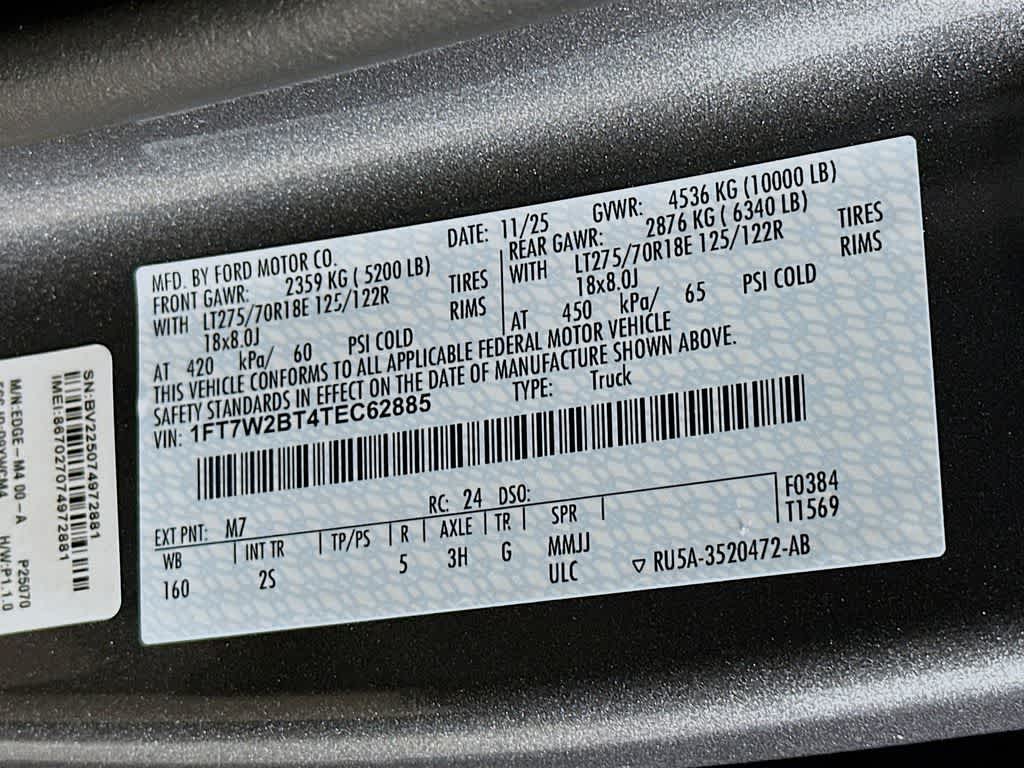 MFD. BY FORD MOTOR CO.
DATE: 11/25 GVWR: 4536 KG (10000 LB)
FRONT GAWR: 2359 KG ( 5200 LB)
WITH LT275/70R18E 125/122R TIRES
18x8.0J RIMS
AT 420 kPa/ 60 PSI COLD
REAR GAWR: 2876 KG ( 6340 LB)
WITH LT275/70R18E 125/122R TIRES
18x8.0J RIMS
AT 450 kPa/ 65 PSI COLD
THIS VEHICLE CONFORMS TO ALL APPLICABLE FEDERAL MOTOR VEHICLE
SAFETY STANDARDS IN EFFECT ON THE DATE OF MANUFACTURE SHOWN ABOVE.
VIN: 1FT7W2BT4TEC62885 TYPE: Truck
EXT PNT: M7 RC: 24 DSO:
WB INT TR TP/PS R AXLE TR SPR
160 2S 5 3H G MMJJ
ULC
F0384
T1569
RU5A-3520472-AB
SN:BV225074972881
IMEI:867027074972881
M/N:EDGE-M4 00-A P25070
H/W:P1.1.0